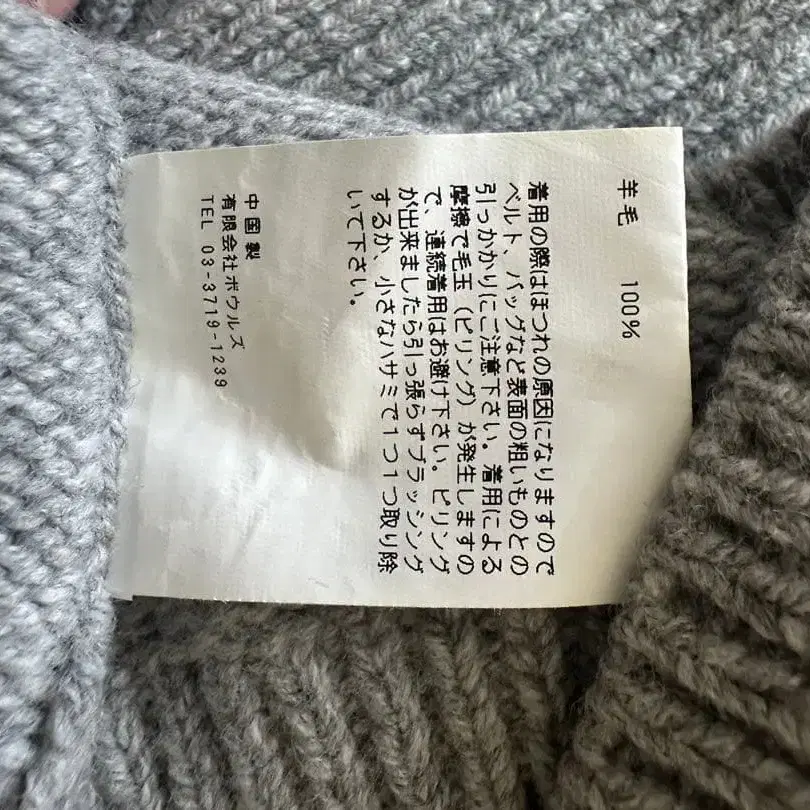 羊毛 100%
着用の際はほつれの原因になりますので
ベルト、バッグなど表面の粗いものとの
引っかかりにご注意下さい。着用による
摩擦で毛玉（ピリング）が発生しますの
で、連続着用はお避け下さい。ピリング
が出来ましたら引っ張らずブラッシング
するか、小さなハサミで1つ1つ取り除
いて下さい。
中国製
有限会社ボウルズ
TEL 03-3719-1239